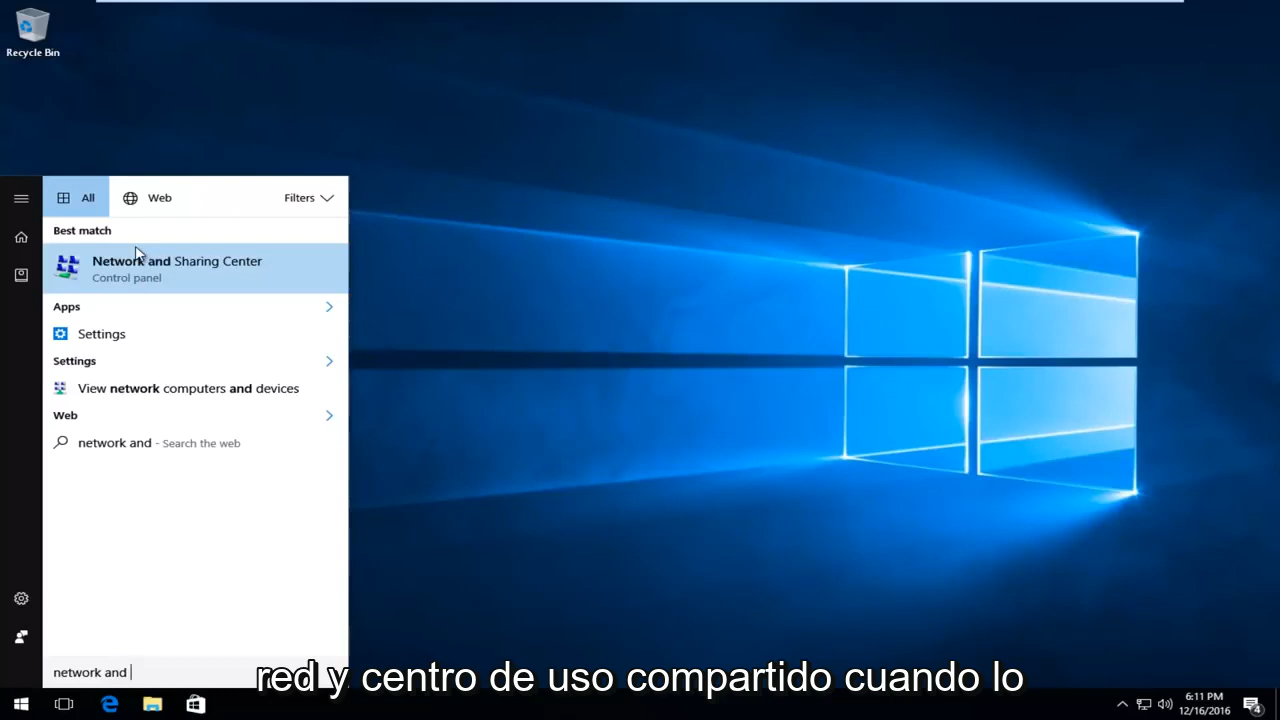 Recycle Bin
All
Web
Filters
Best match
Network and Sharing Center
Control panel
Apps
Settings
Settings
View network computers and devices
Web
network and - Search the web
network and
red y centro de uso compartido cuando lo
6:11 PM
12/16/2016
4